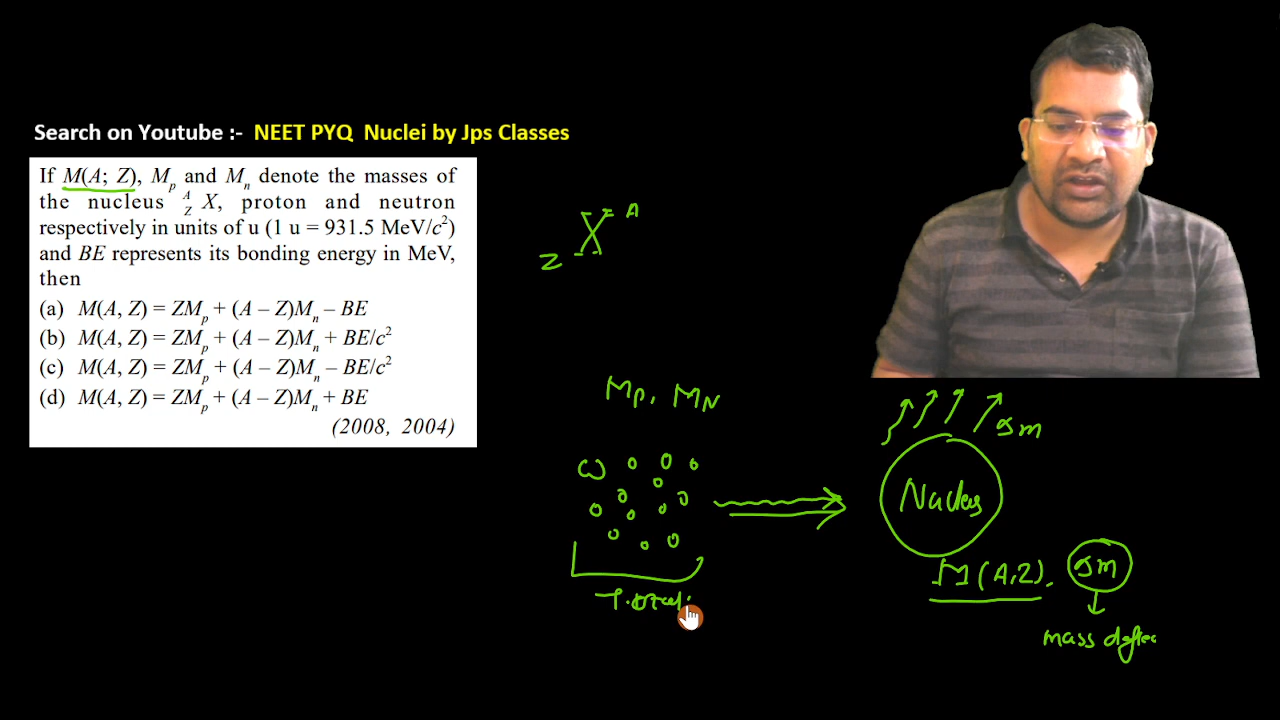 Search on Youtube :- NEET PYQ Nuclei by Jps Classes
If M(A; Z), Mp and Mn denote the masses of
the nucleus ᴬZ X, proton and neutron
respectively in units of u (1 u = 931.5 MeV/c²)
and BE represents its bonding energy in MeV,
then
(a) M(A, Z) = ZMp + (A – Z)Mn – BE
(b) M(A, Z) = ZMp + (A – Z)Mn + BE/c²
(c) M(A, Z) = ZMp + (A – Z)Mn – BE/c²
(d) M(A, Z) = ZMp + (A – Z)Mn + BE
(2008, 2004)
Z X A
Mp, MN
Δm
Nucleus
M(A,Z). Δm
Total
mass defec